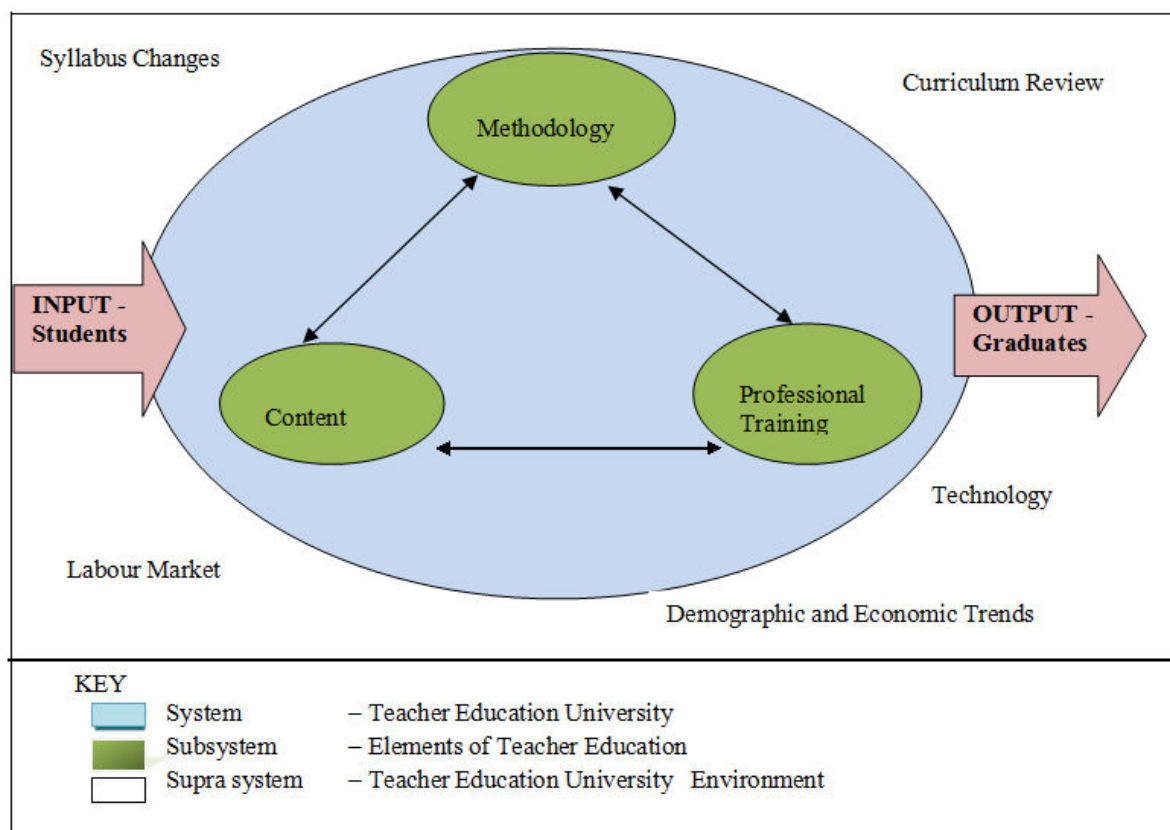 Syllabus Changes
Curriculum Review
Methodology
INPUT -
Students
OUTPUT -
Graduates
Content
Professional
Training
Technology
Labour Market
Demographic and Economic Trends
KEY
System – Teacher Education University
Subsystem – Elements of Teacher Education
Supra system – Teacher Education University Environment